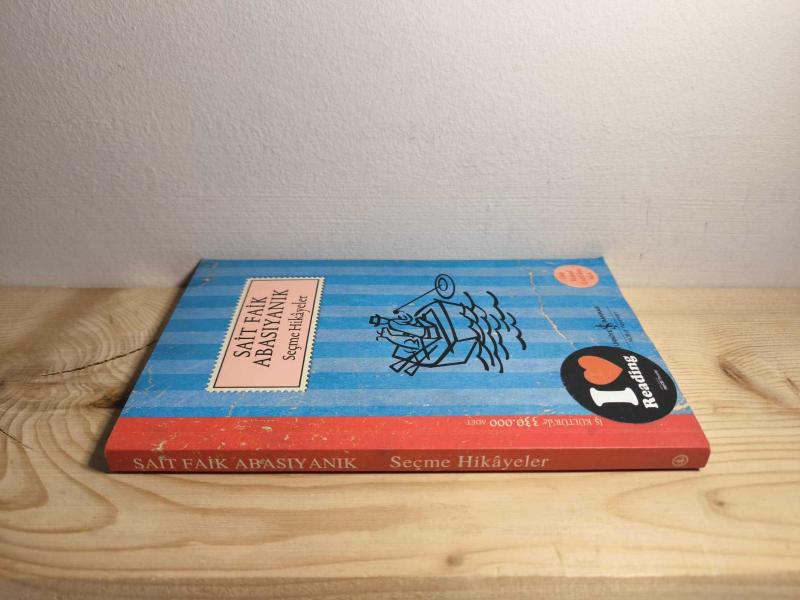 SAİT FAİK
ABASIYANIK
Seçme Hikâyeler
I
Reading
İŞ KÜLTÜR'de 330.000 ADET
SAİT FAİK ABASIYANIK Seçme Hikâyeler